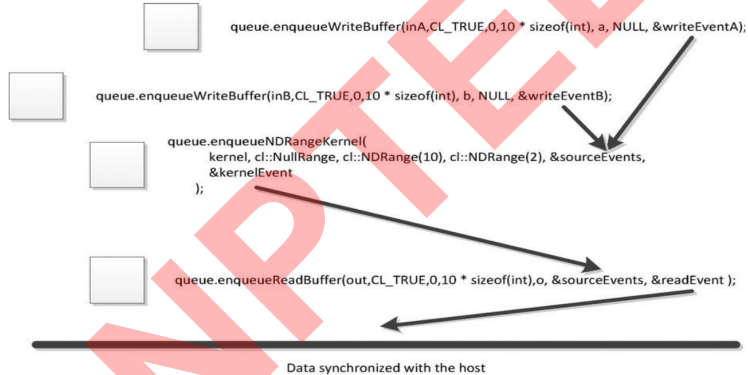 queue.enqueueWriteBuffer(inA,CL_TRUE,0,10 * sizeof(int), a, NULL, &writeEventA);
queue.enqueueWriteBuffer(inB,CL_TRUE,0,10 * sizeof(int), b, NULL, &writeEventB);
queue.enqueueNDRangeKernel(
kernel, cl::NullRange, cl::NDRange(10), cl::NDRange(2), &sourceEvents,
&kernelEvent
);
queue.enqueueReadBuffer(out,CL_TRUE,0,10 * sizeof(int),o, &sourceEvents, &readEvent );
Data synchronized with the host
NPTEL